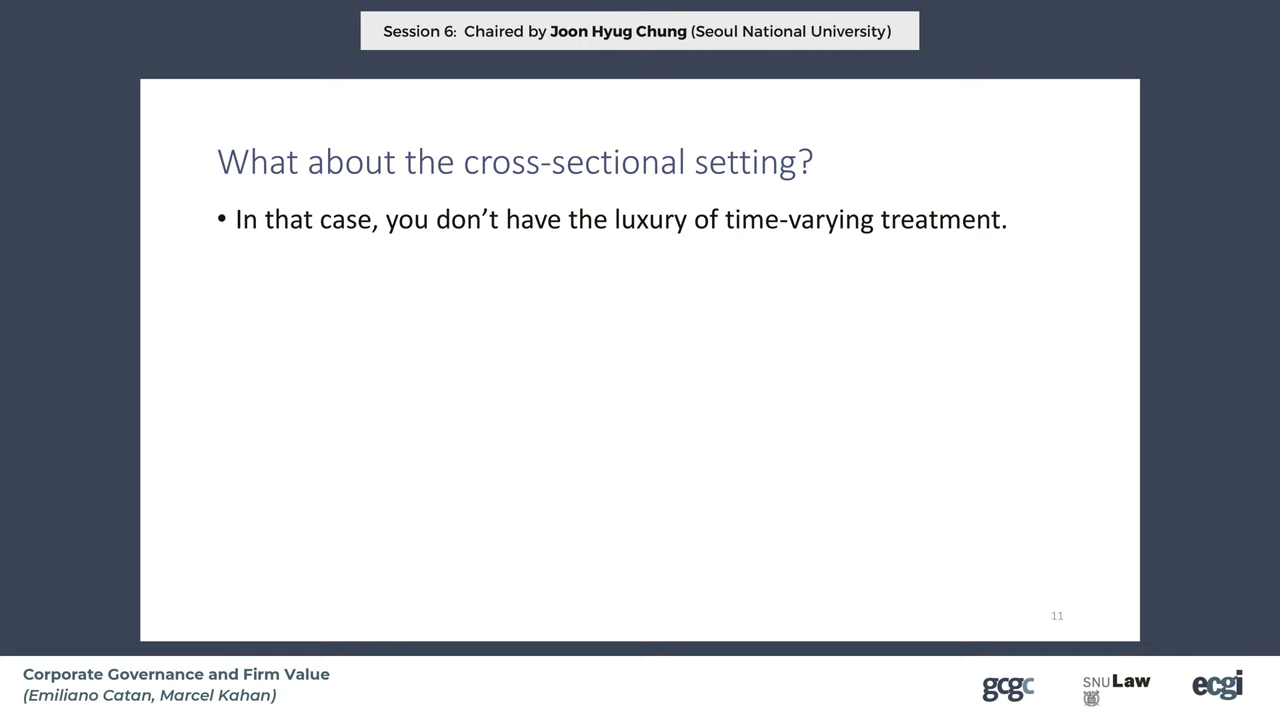 Session 6: Chaired by Joon Hyug Chung (Seoul National University)
What about the cross-sectional setting?
• In that case, you don’t have the luxury of time-varying treatment.
11
Corporate Governance and Firm Value
(Emiliano Catan, Marcel Kahan)
gcgc
SNU Law
ecgi